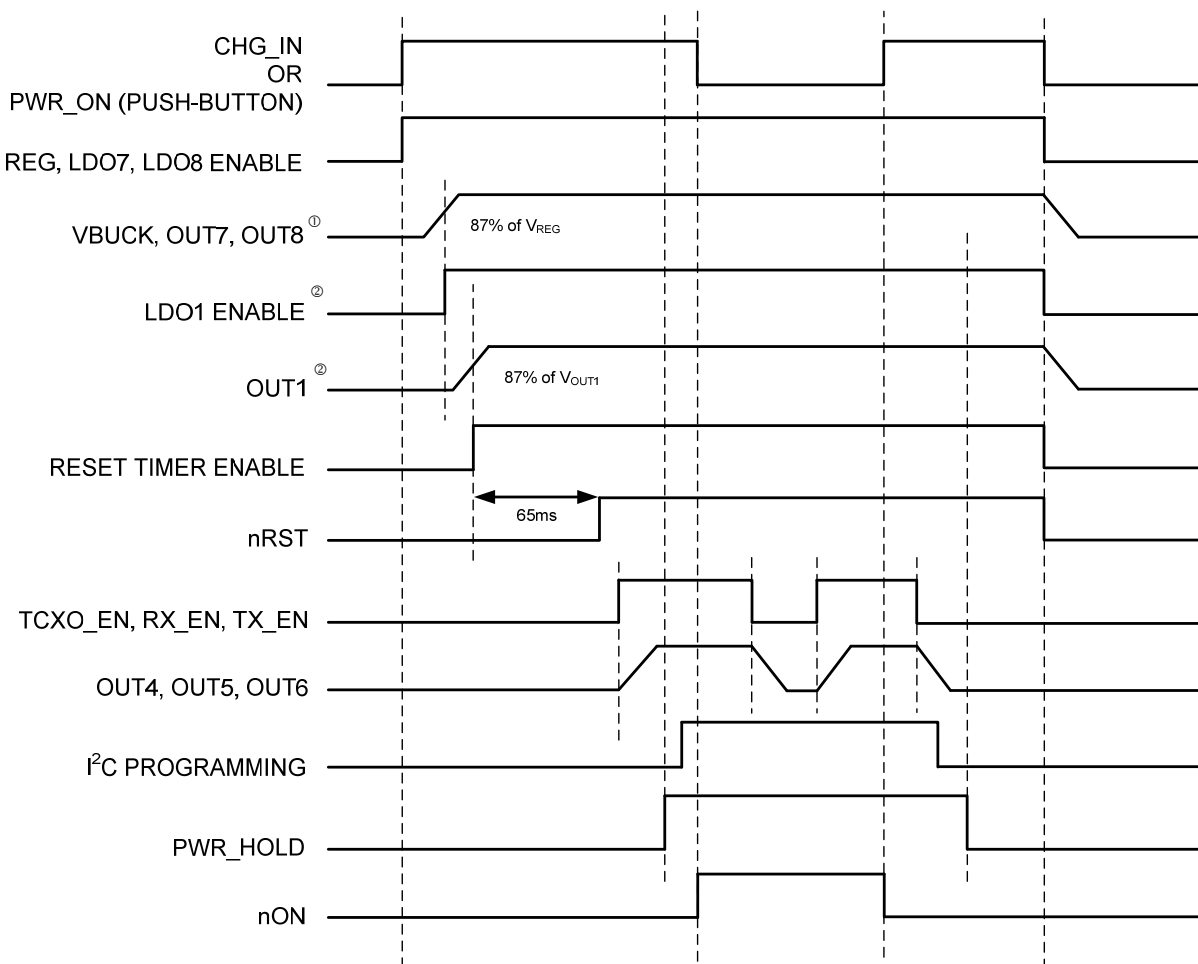 CHG_IN
OR
PWR_ON (PUSH-BUTTON)
REG, LDO7, LDO8 ENABLE
VBUCK, OUT7, OUT8 ①
87% of VREG
LDO1 ENABLE ②
OUT1 ②
87% of VOUT1
RESET TIMER ENABLE
65ms
nRST
TCXO_EN, RX_EN, TX_EN
OUT4, OUT5, OUT6
I²C PROGRAMMING
PWR_HOLD
nON